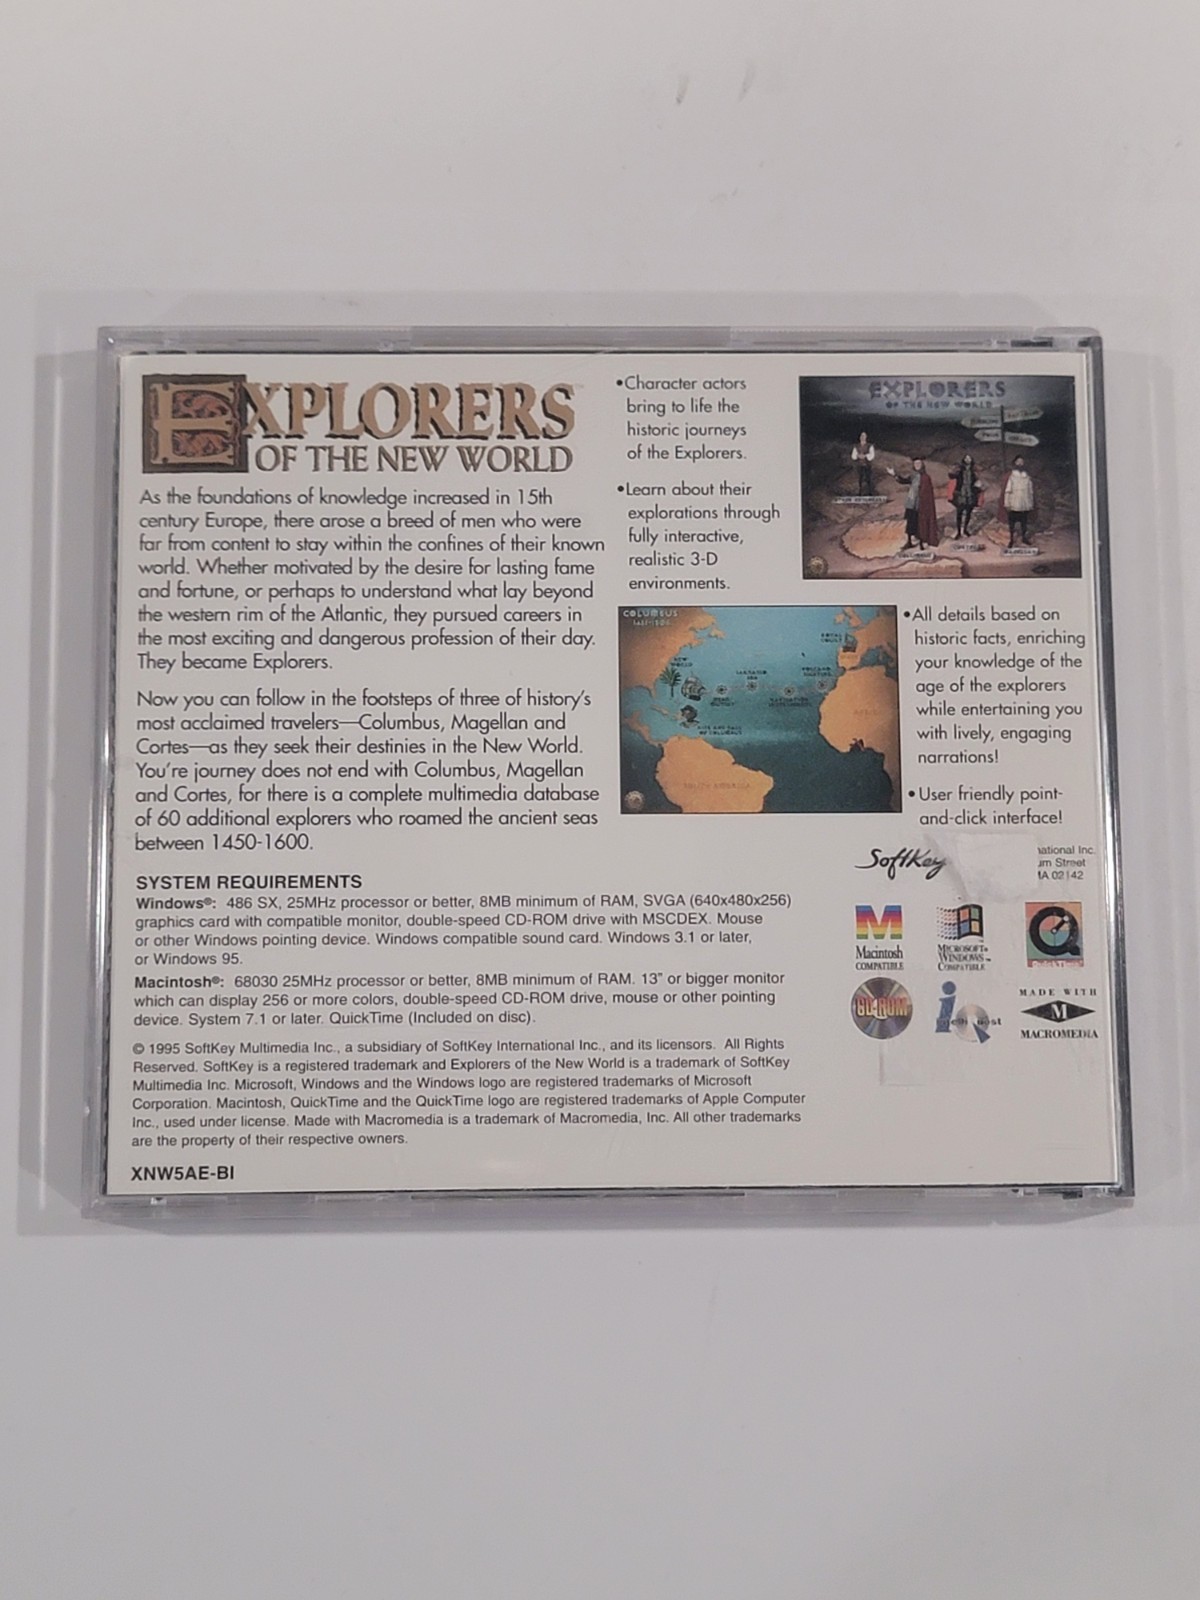 EXPLORERS™
OF THE NEW WORLD
As the foundations of knowledge increased in 15th
century Europe, there arose a breed of men who were
far from content to stay within the confines of their known
world. Whether motivated by the desire for lasting fame
and fortune, or perhaps to understand what lay beyond
the western rim of the Atlantic, they pursued careers in
the most exciting and dangerous profession of their day.
They became Explorers.
Now you can follow in the footsteps of three of history's
most acclaimed travelers—Columbus, Magellan and
Cortes—as they seek their destinies in the New World.
You're journey does not end with Columbus, Magellan
and Cortes, for there is a complete multimedia database
of 60 additional explorers who roamed the ancient seas
between 1450-1600.
•Character actors
bring to life the
historic journeys
of the Explorers.
•Learn about their
explorations through
fully interactive,
realistic 3-D
environments.
EXPLORERS
OF THE NEW WORLD
COLUMBUS
NEW
WORLD
SOUTH AMERICA
•All details based on
historic facts, enriching
your knowledge of the
age of the explorers
while entertaining you
with lively, engaging
narrations!
•User friendly point-
and-click interface!
SYSTEM REQUIREMENTS
Windows®: 486 SX, 25MHz processor or better, 8MB minimum of RAM, SVGA (640x480x256)
graphics card with compatible monitor, double-speed CD-ROM drive with MSCDEX. Mouse
or other Windows pointing device. Windows compatible sound card. Windows 3.1 or later,
or Windows 95.
Macintosh®: 68030 25MHz processor or better, 8MB minimum of RAM. 13" or bigger monitor
which can display 256 or more colors, double-speed CD-ROM drive, mouse or other pointing
device. System 7.1 or later. QuickTime (Included on disc).
© 1995 SoftKey Multimedia Inc., a subsidiary of SoftKey International Inc., and its licensors. All Rights
Reserved. SoftKey is a registered trademark and Explorers of the New World is a trademark of SoftKey
Multimedia Inc. Microsoft, Windows and the Windows logo are registered trademarks of Microsoft
Corporation. Macintosh, QuickTime and the QuickTime logo are registered trademarks of Apple Computer
Inc., used under license. Made with Macromedia is a trademark of Macromedia, Inc. All other trademarks
are the property of their respective owners.
XNW5AE-BI
SoftKey
national Inc.
Street
MA 02142
Macintosh
COMPATIBLE
MICROSOFT®
WINDOWS™
COMPATIBLE
CD-ROM
MADE WITH
M
MACROMEDIA